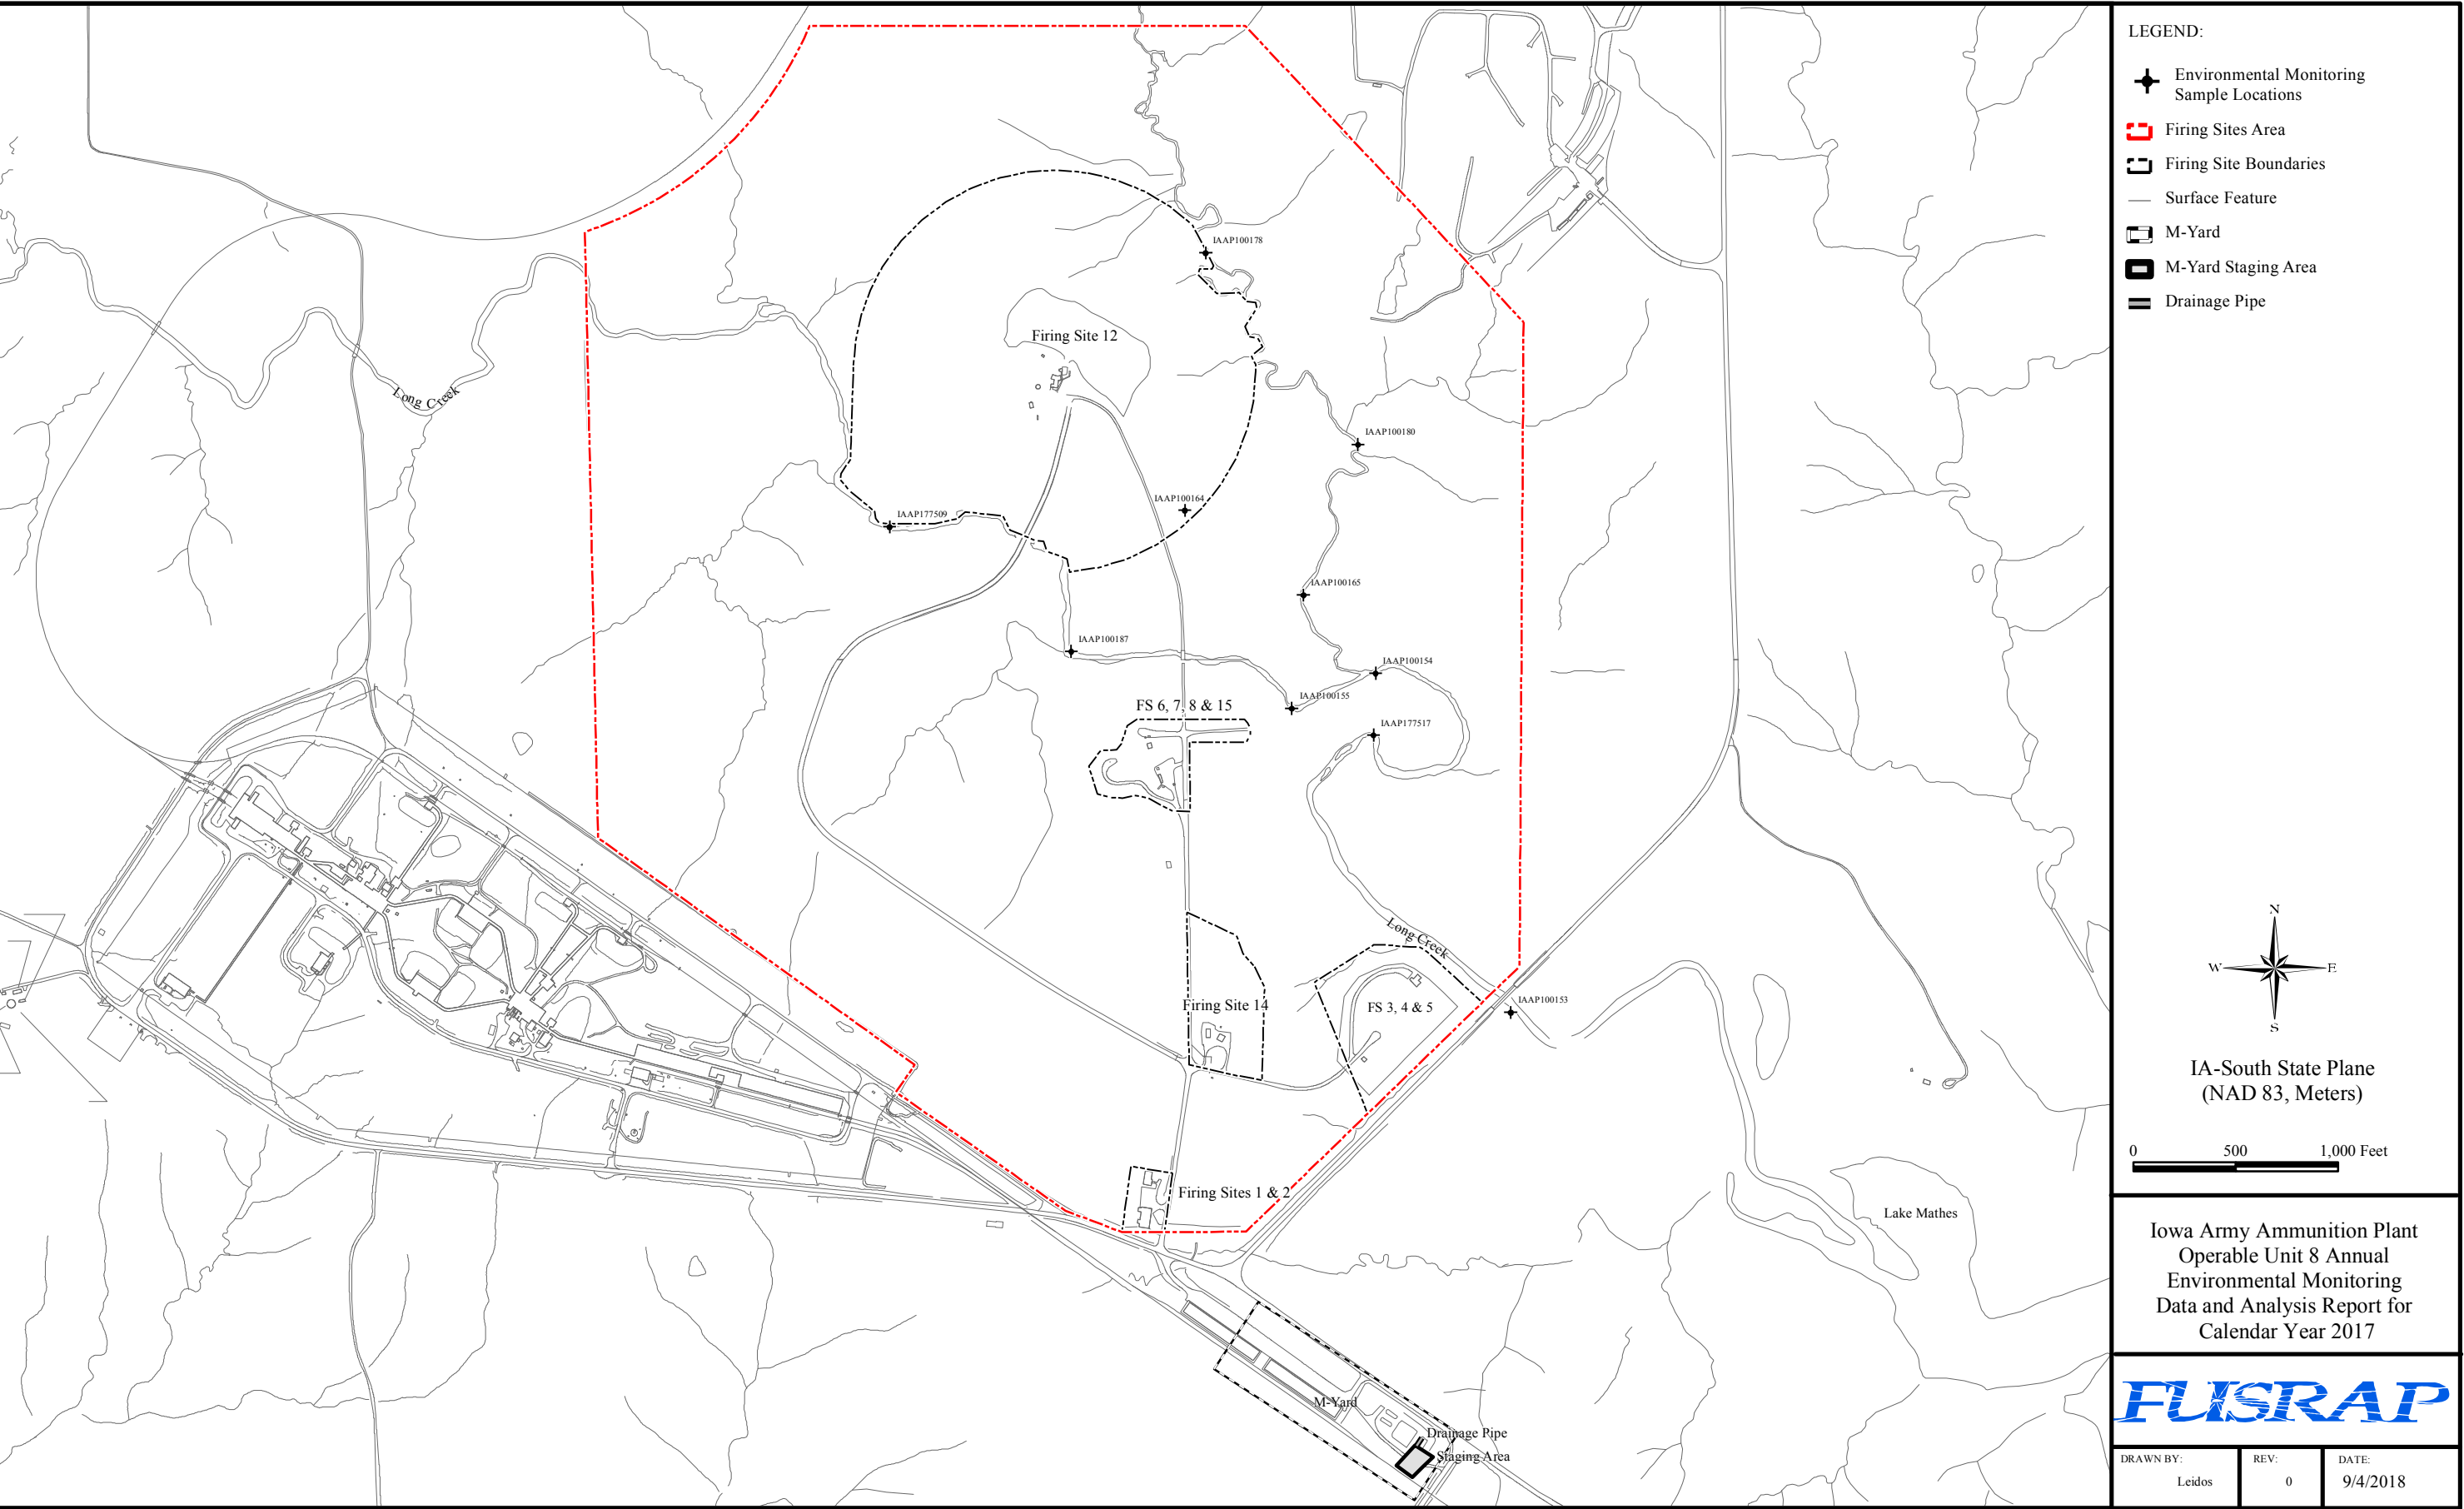 IAAP100178
Firing Site 12
Long Creek
IAAP100180
IAAP100164
IAAP177509
IAAP100165
IAAP100187
IAAP100154
IAAP100155
FS 6, 7, 8 & 15
IAAP177517
Long Creek
IAAP100153
Firing Site 14
FS 3, 4 & 5
Firing Sites 1 & 2
Lake Mathes
M-Yard
Drainage Pipe
Staging Area
LEGEND:
Environmental Monitoring
Sample Locations
Firing Sites Area
Firing Site Boundaries
Surface Feature
M-Yard
M-Yard Staging Area
Drainage Pipe
N
W E
S
IA-South State Plane
(NAD 83, Meters)
0 500 1,000 Feet
Iowa Army Ammunition Plant
Operable Unit 8 Annual
Environmental Monitoring
Data and Analysis Report for
Calendar Year 2017
FUSRAP
DRAWN BY: REV: DATE:
Leidos 0 9/4/2018